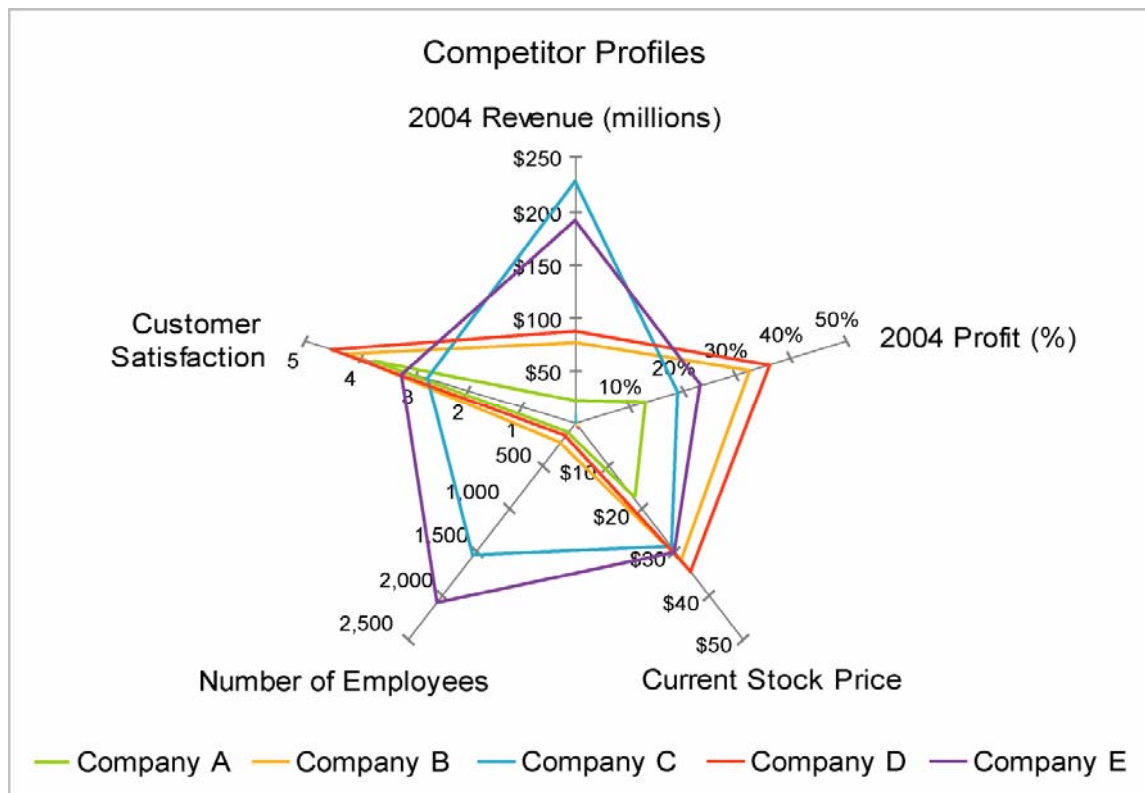 Competitor Profiles
2004 Revenue (millions)
$250
$200
$150
$100
$50
10%
20%
30%
40%
50%
2004 Profit (%)
$10
$20
$30
$40
$50
Current Stock Price
500
1,000
1,500
2,000
2,500
Number of Employees
1
2
3
4
5
Customer
Satisfaction
Company A
Company B
Company C
Company D
Company E